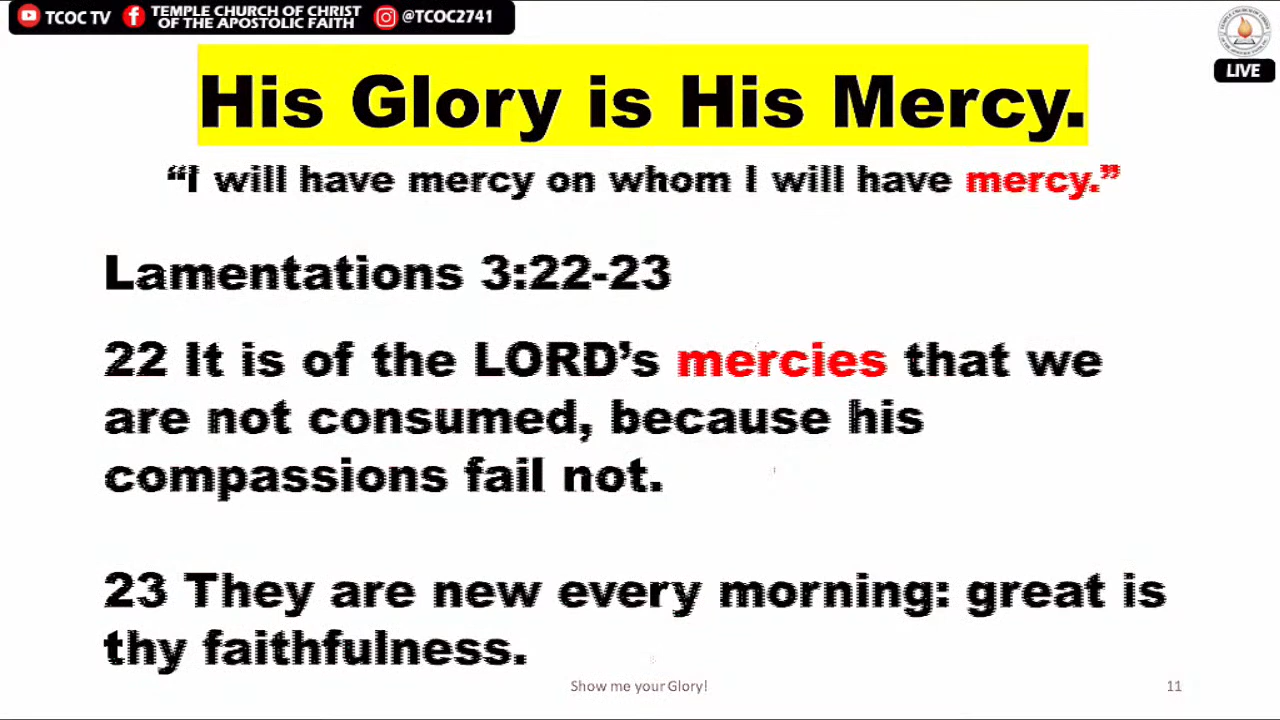 TCOC TV TEMPLE CHURCH OF CHRIST OF THE APOSTOLIC FAITH @TCOC2741
LIVE
His Glory is His Mercy.
“I will have mercy on whom I will have mercy.”
Lamentations 3:22-23
22 It is of the LORD’s mercies that we
are not consumed, because his
compassions fail not.
23 They are new every morning: great is
thy faithfulness.
Show me your Glory!
11